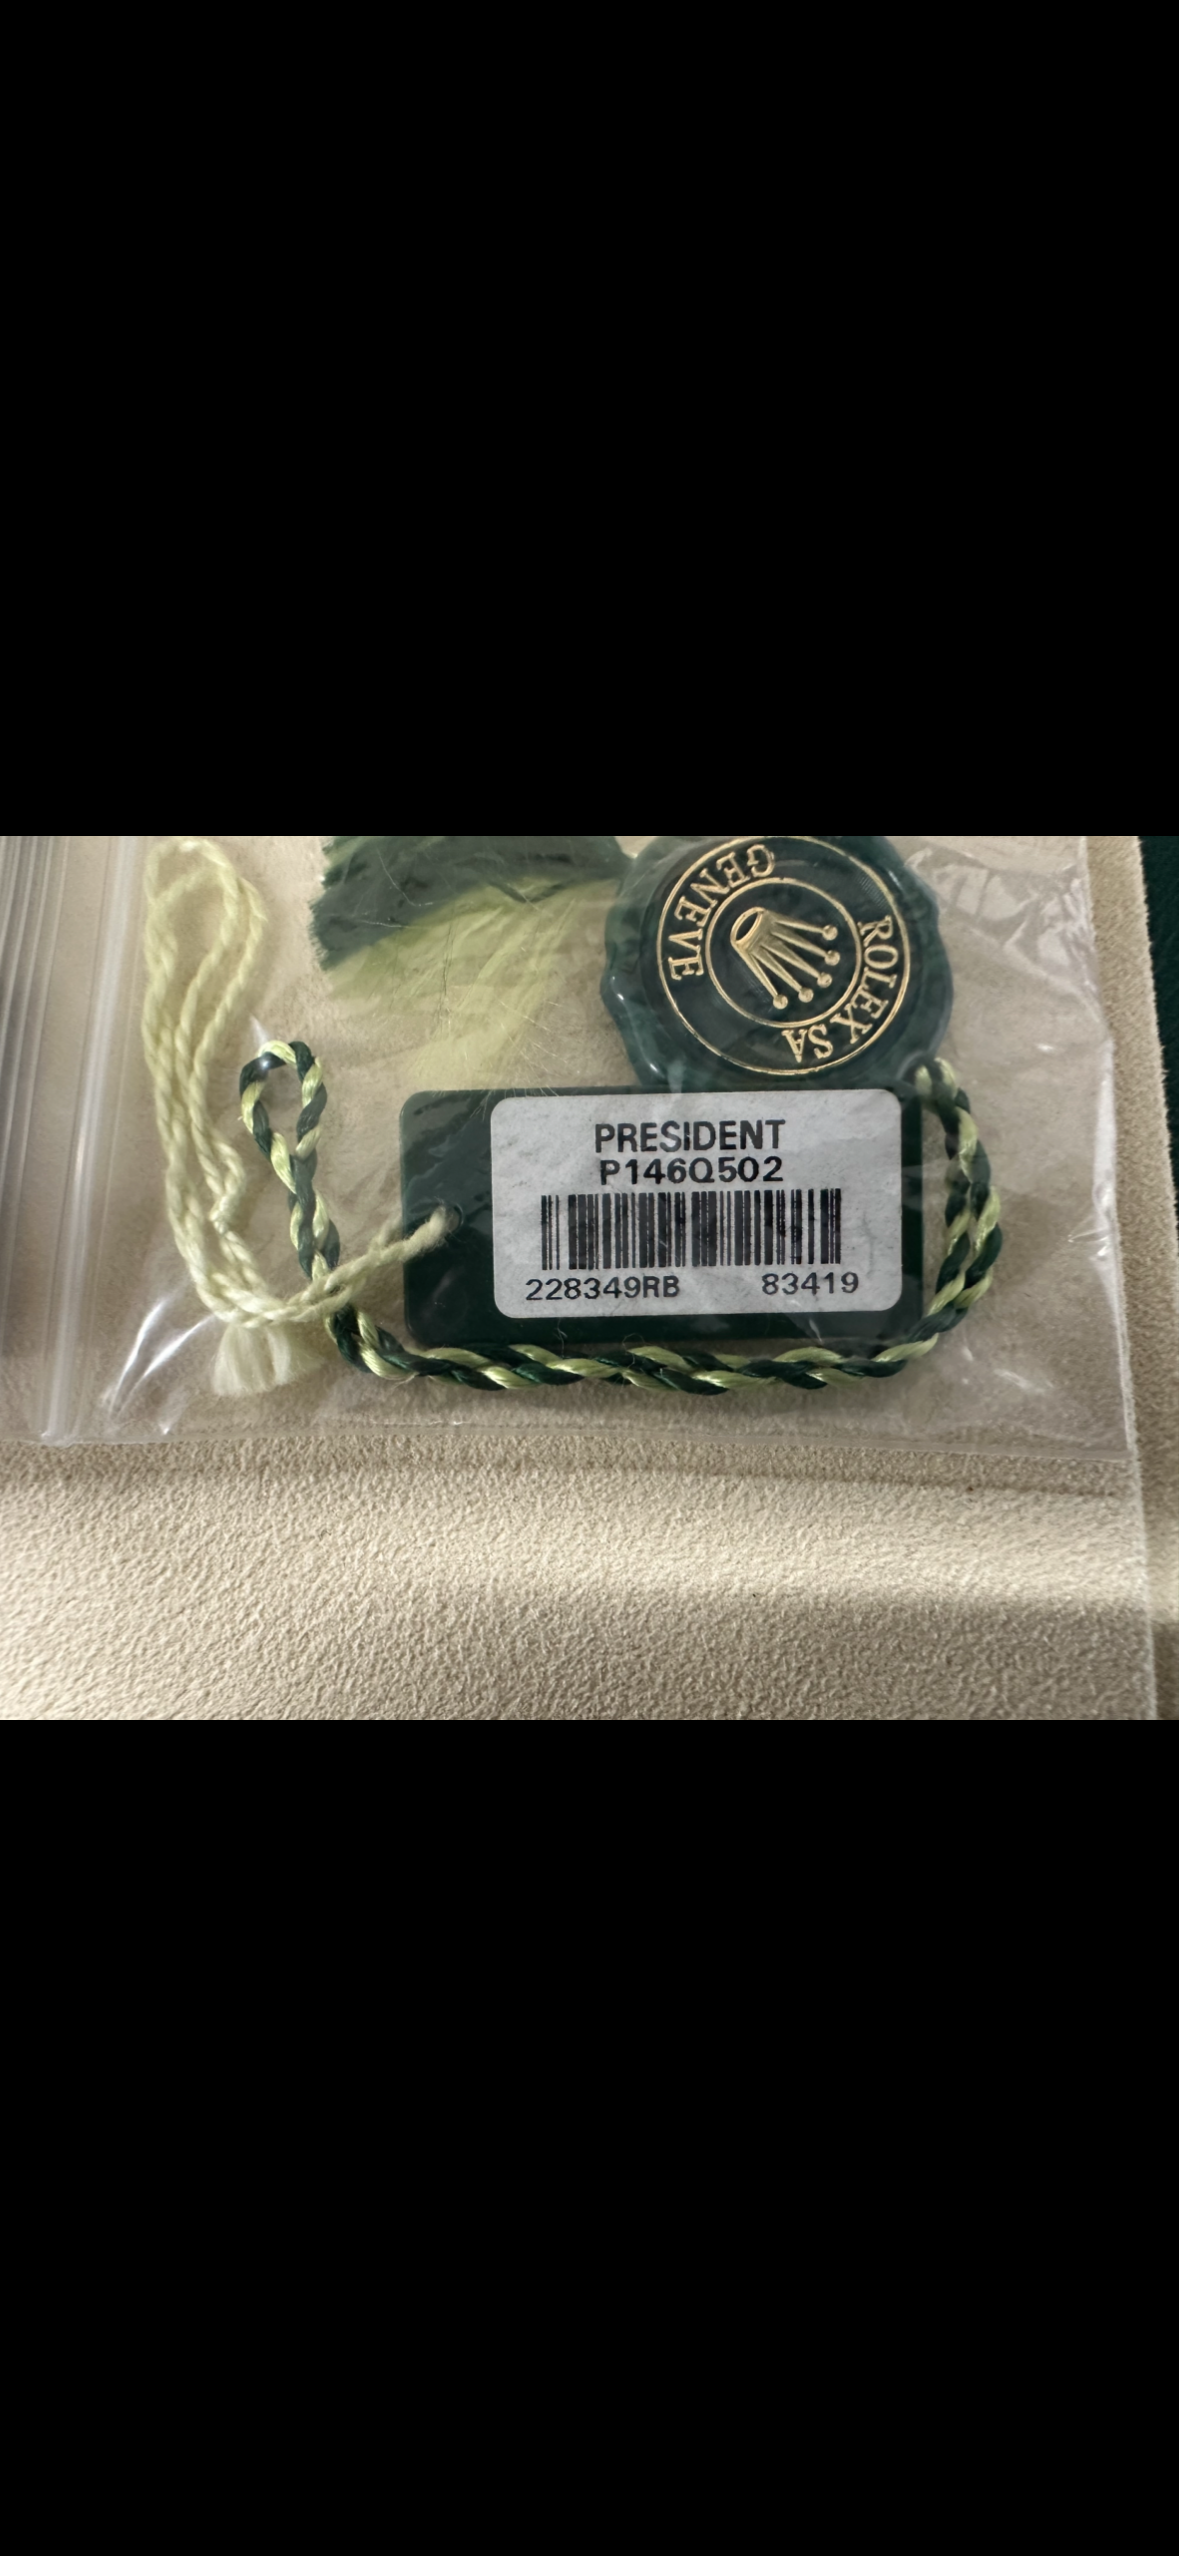 ROLEX SA
GENEVE
PRESIDENT
P146Q502
228349RB 83419